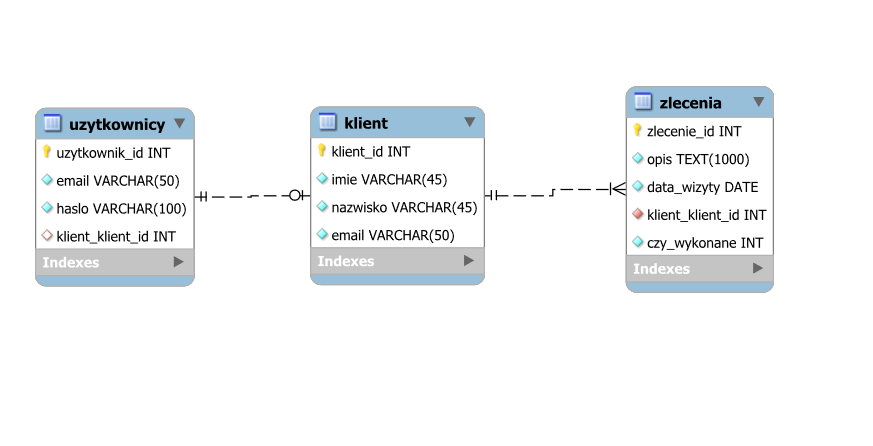 uzytkownicy
uzytkownik_id INT
email VARCHAR(50)
haslo VARCHAR(100)
klient_klient_id INT
Indexes
klient
klient_id INT
imie VARCHAR(45)
nazwisko VARCHAR(45)
email VARCHAR(50)
Indexes
zlecenia
zlecenie_id INT
opis TEXT(1000)
data_wizyty DATE
klient_klient_id INT
czy_wykonane INT
Indexes